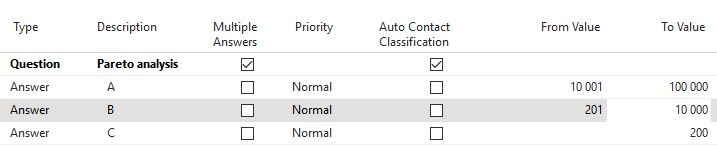 Type Description Multiple Answers Priority Auto Contact Classification From Value To Value
Question Pareto analysis
Answer A Normal 10 001 100 000
Answer B Normal 201 10 000
Answer C Normal 200